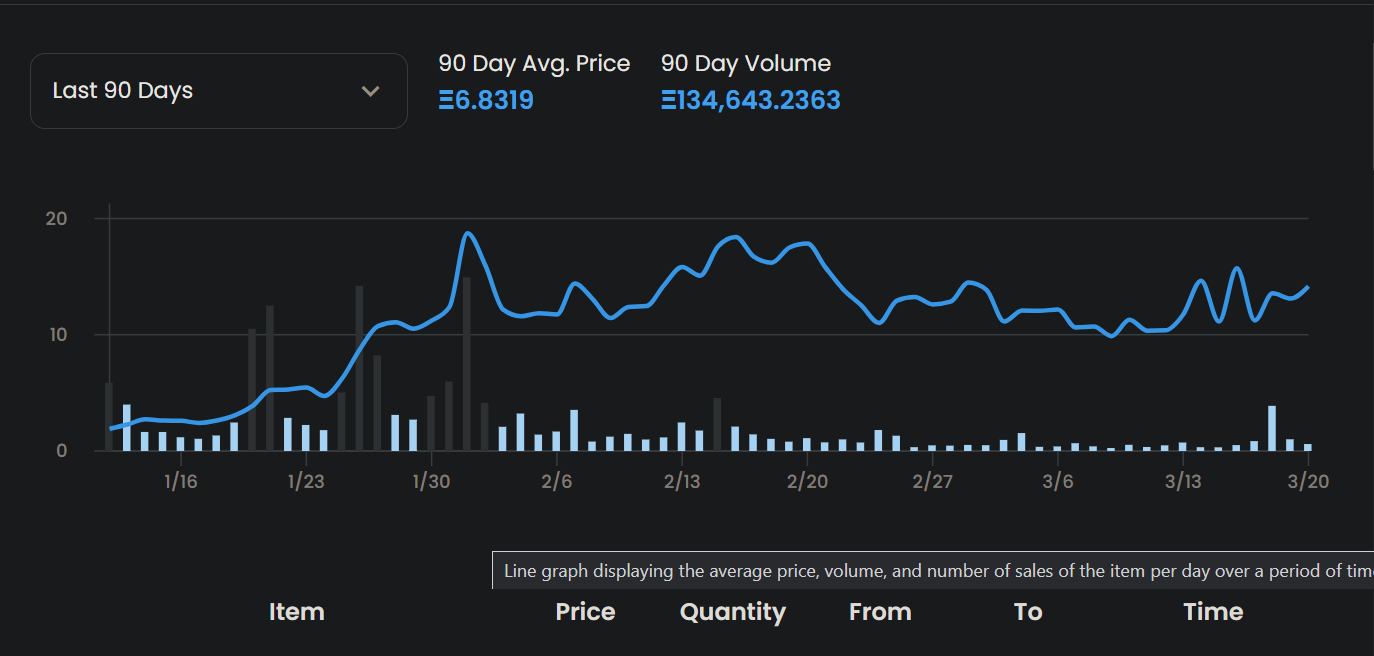 Last 90 Days
90 Day Avg. Price
Ξ6.8319
90 Day Volume
Ξ134,643.2363
20
10
0
1/16 1/23 1/30 2/6 2/13 2/20 2/27 3/6 3/13 3/20
Line graph displaying the average price, volume, and number of sales of the item per day over a period of tim
Item Price Quantity From To Time